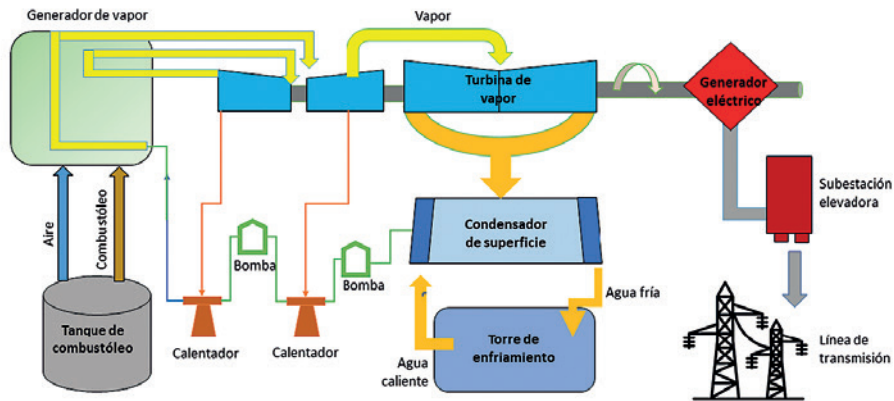 Generador de vapor
Vapor
Turbina de
vapor
Generador
eléctrico
Aire
Combustóleo
Condensador
de superficie
Subestación
elevadora
Bomba
Bomba
Agua fría
Tanque de
combustóleo
Calentador
Calentador
Agua
caliente
Torre de
enfriamiento
Línea de
transmisión